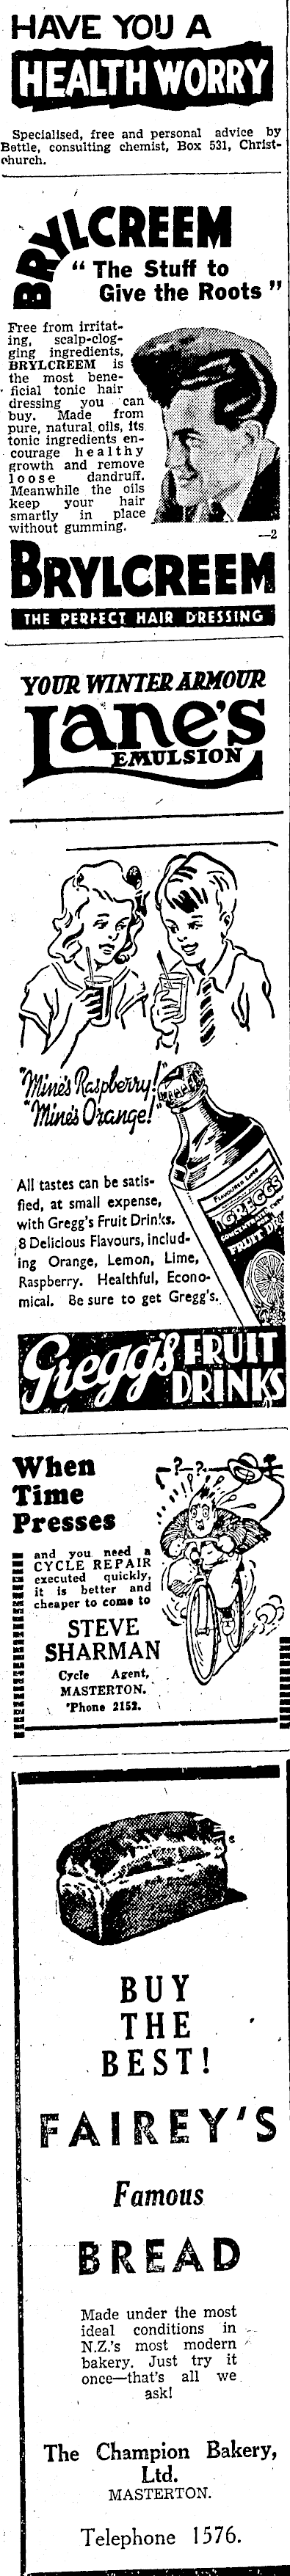 HAVE YOU A
HEALTH WORRY
Specialised, free and personal advice by
Bettle, consulting chemist, Box 531, Christ-
church.
BRYLCREEM
"The Stuff to
Give the Roots"
Free from irritat-
ing, scalp-clog-
ging ingredients,
BRYLCREEM is
the most bene-
ficial tonic hair
dressing you can
buy. Made from
pure, natural oils, its
tonic ingredients en-
courage healthy
growth and remove
loose dandruff.
Meanwhile the oils
keep your hair
smartly in place
without gumming.
—2
BRYLCREEM
THE PERFECT HAIR DRESSING
YOUR WINTER ARMOUR
Lane's
EMULSION
"Mine's Raspberry!"
"Mine's Orange!"
All tastes can be satis-
fied, at small expense,
with Gregg's Fruit Drinks.
8 Delicious Flavours, includ-
ing Orange, Lemon, Lime,
Raspberry. Healthful, Econo-
mical. Be sure to get Gregg's.
GREGG'S
FRUIT
Gregg's FRUIT
DRINKS
When
Time
Presses
-?-?-
and you need a
CYCLE REPAIR
executed quickly,
it is better and
cheaper to come to
STEVE
SHARMAN
Cycle Agent,
MASTERTON.
'Phone 2152.
BUY
THE
BEST!
FAIREY'S
Famous
BREAD
Made under the most
ideal conditions in
N.Z.'s most modern
bakery. Just try it
once—that's all we
ask!
The Champion Bakery,
Ltd.
MASTERTON.
Telephone 1576.